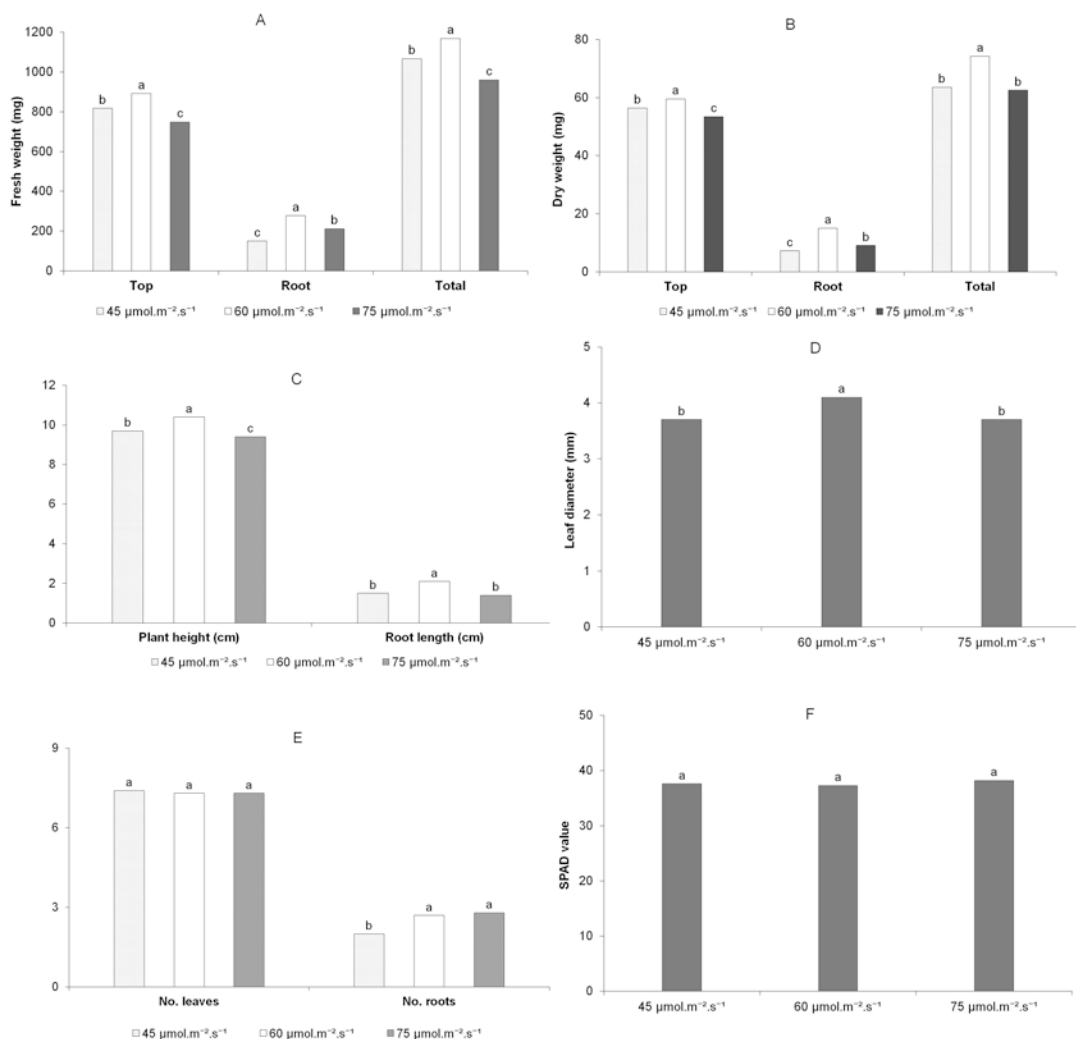 A
1200
1000
800
600
400
200
0
Fresh weight (mg)
b a c
c a b
b a c
Top Root Total
45 μmol.m⁻².s⁻¹ 60 μmol.m⁻².s⁻¹ 75 μmol.m⁻².s⁻¹
B
80
60
40
20
0
Dry weight (mg)
b a c
c a b
b a b
Top Root Total
45 μmol.m⁻².s⁻¹ 60 μmol.m⁻².s⁻¹ 75 μmol.m⁻².s⁻¹
C
12
10
8
6
4
2
0
b a c
b a b
Plant height (cm) Root length (cm)
45 μmol.m⁻².s⁻¹ 60 μmol.m⁻².s⁻¹ 75 μmol.m⁻².s⁻¹
D
5
4
3
2
1
0
Leaf diameter (mm)
b a b
45 μmol.m⁻².s⁻¹ 60 μmol.m⁻².s⁻¹ 75 μmol.m⁻².s⁻¹
E
9
6
3
0
a a a
b a a
No. leaves No. roots
45 μmol.m⁻².s⁻¹ 60 μmol.m⁻².s⁻¹ 75 μmol.m⁻².s⁻¹
F
50
40
30
20
10
0
SPAD value
a a a
45 μmol.m⁻².s⁻¹ 60 μmol.m⁻².s⁻¹ 75 μmol.m⁻².s⁻¹